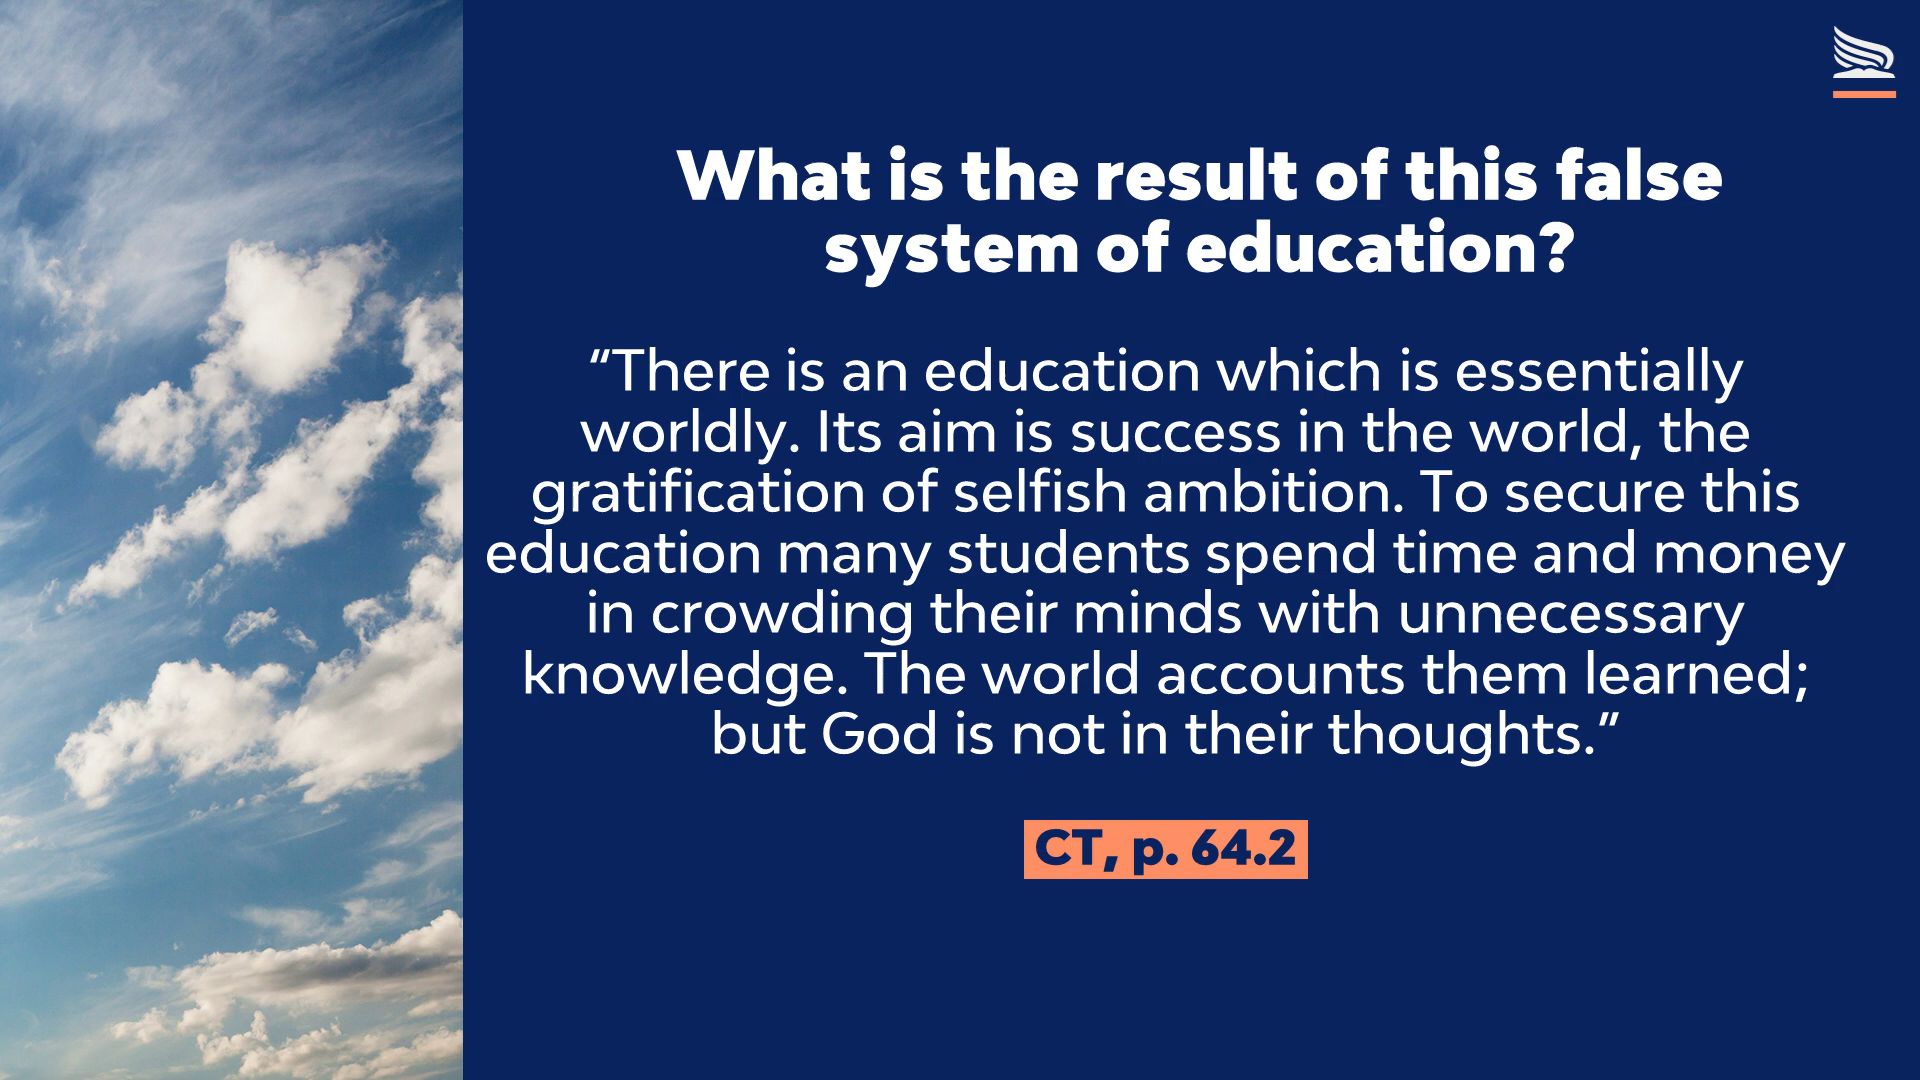 What is the result of this false
system of education?
“There is an education which is essentially
worldly. Its aim is success in the world, the
gratification of selfish ambition. To secure this
education many students spend time and money
in crowding their minds with unnecessary
knowledge. The world accounts them learned;
but God is not in their thoughts.”
CT, p. 64.2